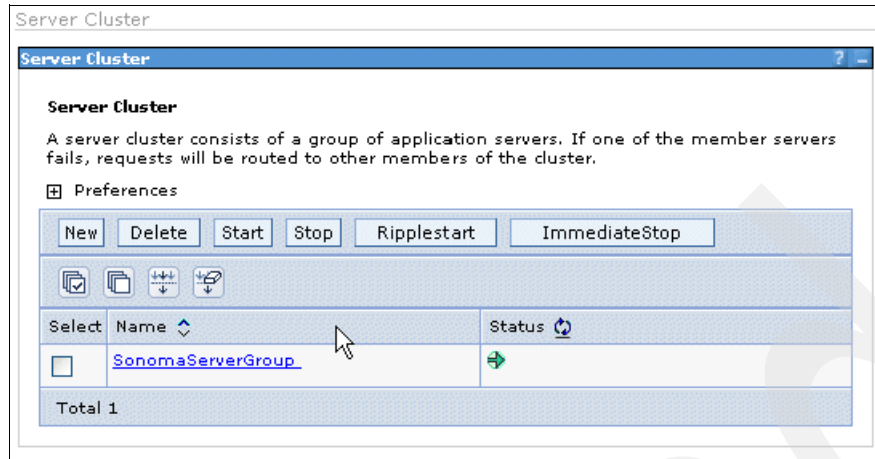 Server Cluster
Server Cluster ? _
Server Cluster
A server cluster consists of a group of application servers. If one of the member servers
fails, requests will be routed to other members of the cluster.
Preferences
New Delete Start Stop Ripplestart ImmediateStop
Select Name Status
SonomaServerGroup
Total 1